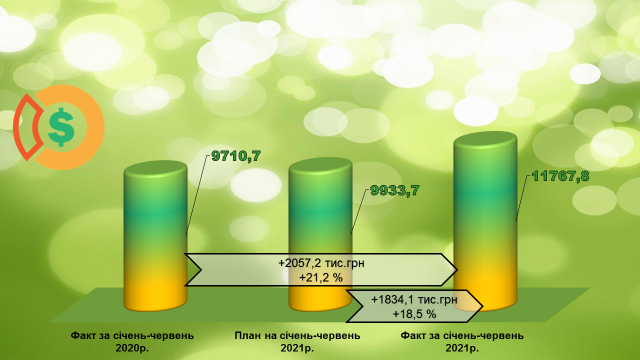 $
9710,7
9933,7
11767,8
+2057,2 тис.грн
+21,2 %
+1834,1 тис.грн
+18,5 %
Факт за січень-червень
2020р.
План на січень-червень
2021р.
Факт за січень-червень
2021р.